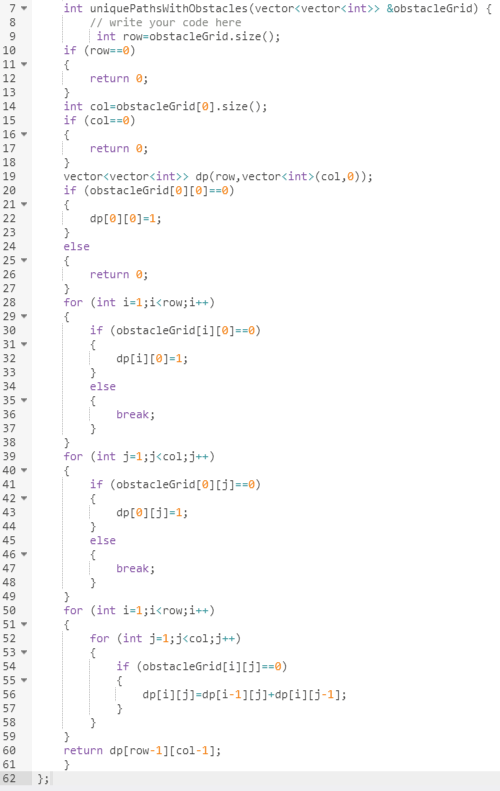 7 int uniquePathsWithObstacles(vector<vector<int>> &obstacleGrid) {
8 // write your code here
9 int row=obstacleGrid.size();
10 if (row==0)
11 {
12 return 0;
13 }
14 int col=obstacleGrid[0].size();
15 if (col==0)
16 {
17 return 0;
18 }
19 vector<vector<int>> dp(row,vector<int>(col,0));
20 if (obstacleGrid[0][0]==0)
21 {
22 dp[0][0]=1;
23 }
24 else
25 {
26 return 0;
27 }
28 for (int i=1;i<row;i++)
29 {
30 if (obstacleGrid[i][0]==0)
31 {
32 dp[i][0]=1;
33 }
34 else
35 {
36 break;
37 }
38 }
39 for (int j=1;j<col;j++)
40 {
41 if (obstacleGrid[0][j]==0)
42 {
43 dp[0][j]=1;
44 }
45 else
46 {
47 break;
48 }
49 }
50 for (int i=1;i<row;i++)
51 {
52 for (int j=1;j<col;j++)
53 {
54 if (obstacleGrid[i][j]==0)
55 {
56 dp[i][j]=dp[i-1][j]+dp[i][j-1];
57 }
58 }
59 }
60 return dp[row-1][col-1];
61 }
62 };